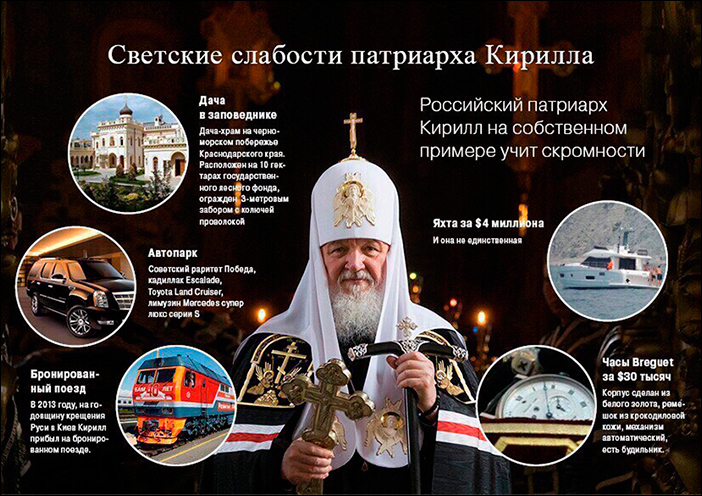 Светские слабости патриарха Кирилла
Российский патриарх
Кирилл на собственном
примере учит скромности
Дача
в заповеднике
Дача-храм на черно-
морском побережье
Краснодарского края.
Расположен на 10 гек-
тарах государствен-
ного лесного фонда,
огражден 3-метровым
забором с колючей
проволокой
Яхта за $4 миллиона
И она не единственная
Автопарк
Советский раритет Победа,
кадиллак Escalade,
Toyota Land Cruiser,
лимузин Mercedes супер
люкс серии S
Бронирован-
ный поезд
В 2013 году, на го-
довщину крещения
Руси в Киев Кирилл
прибыл на брониро-
ванном поезде.
Часы Breguet
за $30 тысяч
Корпус сделан из
белого золота, реме-
шок из крокодиловой
кожи, механизм
автоматический,
есть будильник.